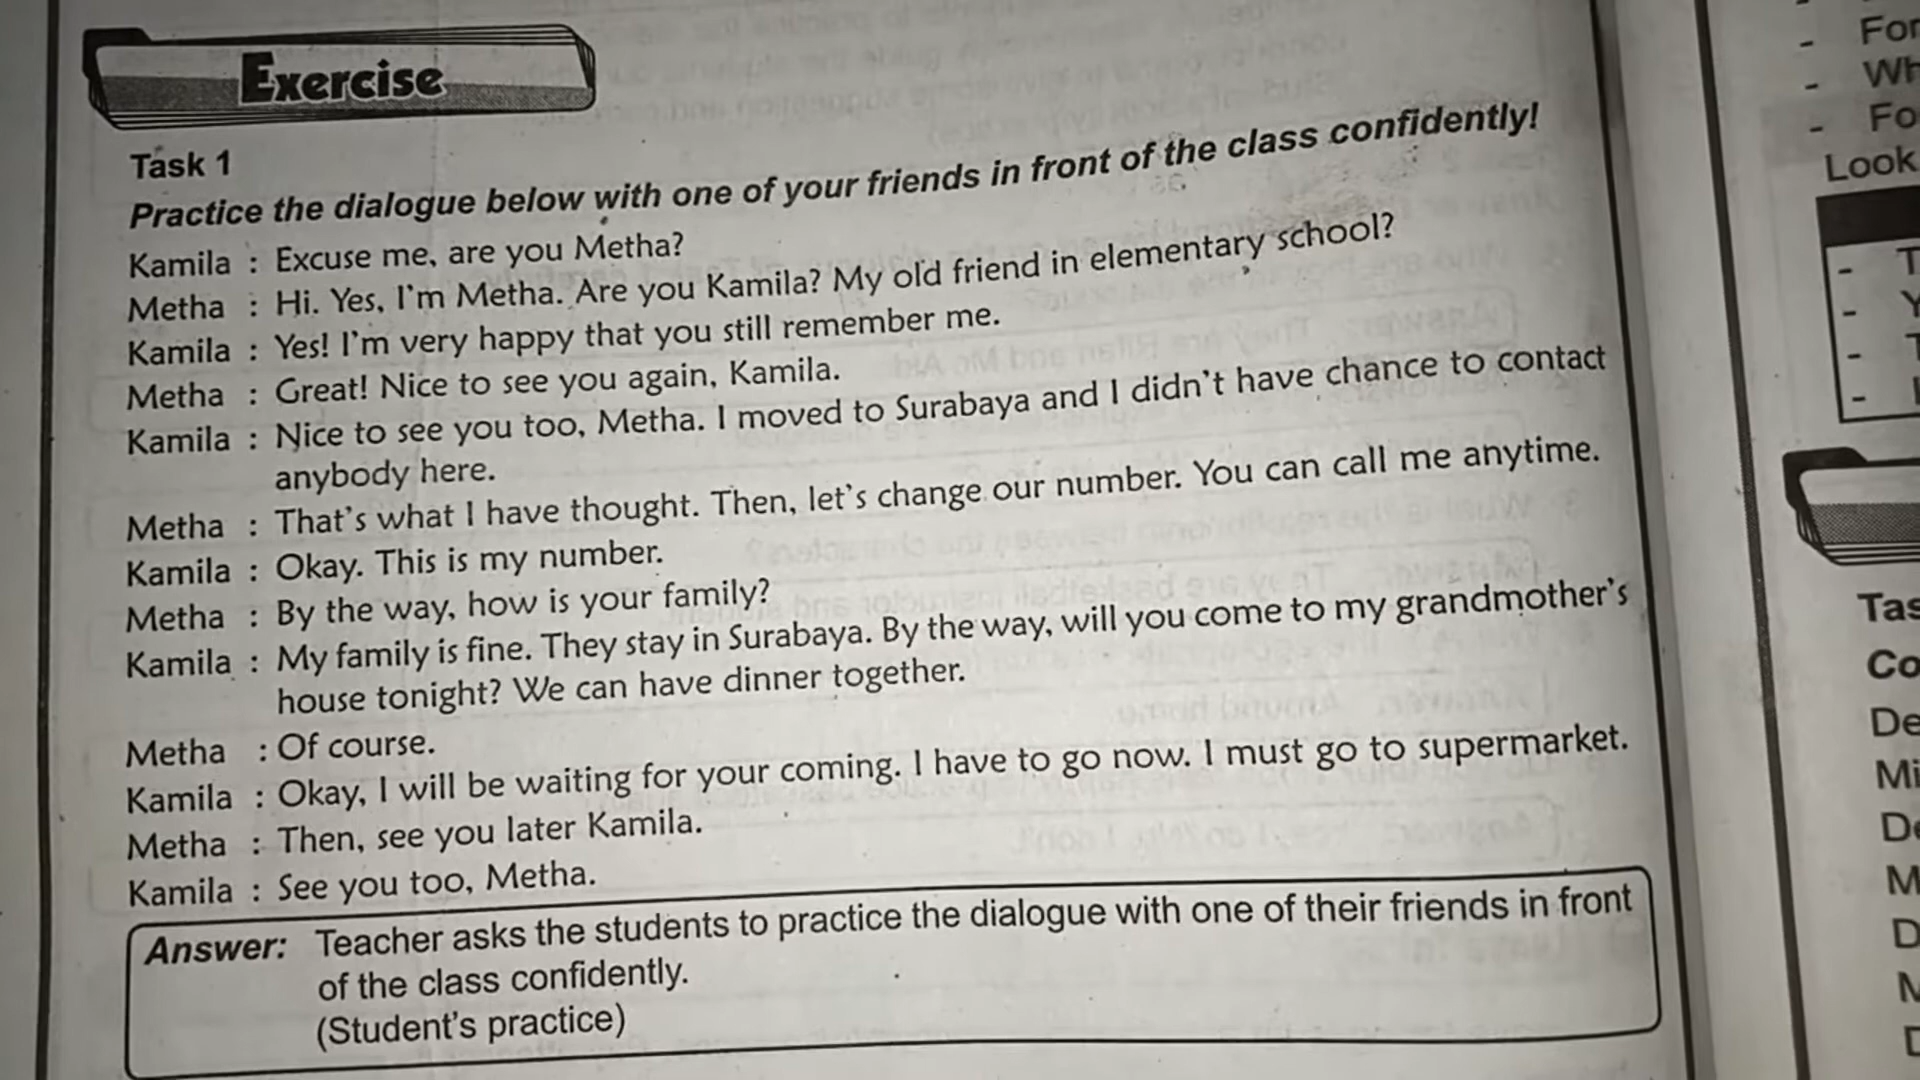 Exercise
Task 1
Practice the dialogue below with one of your friends in front of the class confidently!
Kamila : Excuse me, are you Metha?
Metha : Hi. Yes, I'm Metha. Are you Kamila? My old friend in elementary school?
Kamila : Yes! I'm very happy that you still remember me.
Metha : Great! Nice to see you again, Kamila.
Kamila : Nice to see you too, Metha. I moved to Surabaya and I didn't have chance to contact
anybody here.
Metha : That's what I have thought. Then, let's change our number. You can call me anytime.
Kamila : Okay. This is my number.
Metha : By the way, how is your family?
Kamila : My family is fine. They stay in Surabaya. By the way, will you come to my grandmother's
house tonight? We can have dinner together.
Metha : Of course.
Kamila : Okay, I will be waiting for your coming. I have to go now. I must go to supermarket.
Metha : Then, see you later Kamila.
Kamila : See you too, Metha.
Answer: Teacher asks the students to practice the dialogue with one of their friends in front
of the class confidently.
(Student's practice)
Look